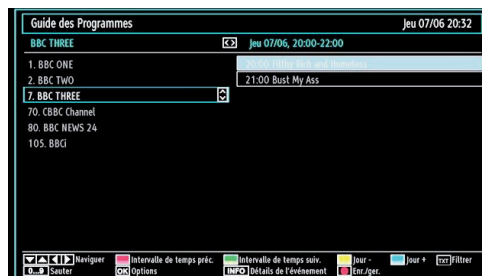 Guide des Programmes Jeu 07/06 20:32
BBC THREE <> Jeu 07/06, 20:00-22:00
1. BBC ONE 20:00 Filthy Rich and Homeless
2. BBC TWO 21:00 Bust My Ass
7. BBC THREE
70. CBBC Channel
80. BBC NEWS 24
105. BBCi
Naviguer Intervalle de temps préc. Intervalle de temps suiv. Jour - Jour + TXT Filtrer
0...9 Sauter OK Options INFO Détails de l'événement Enr./ger.